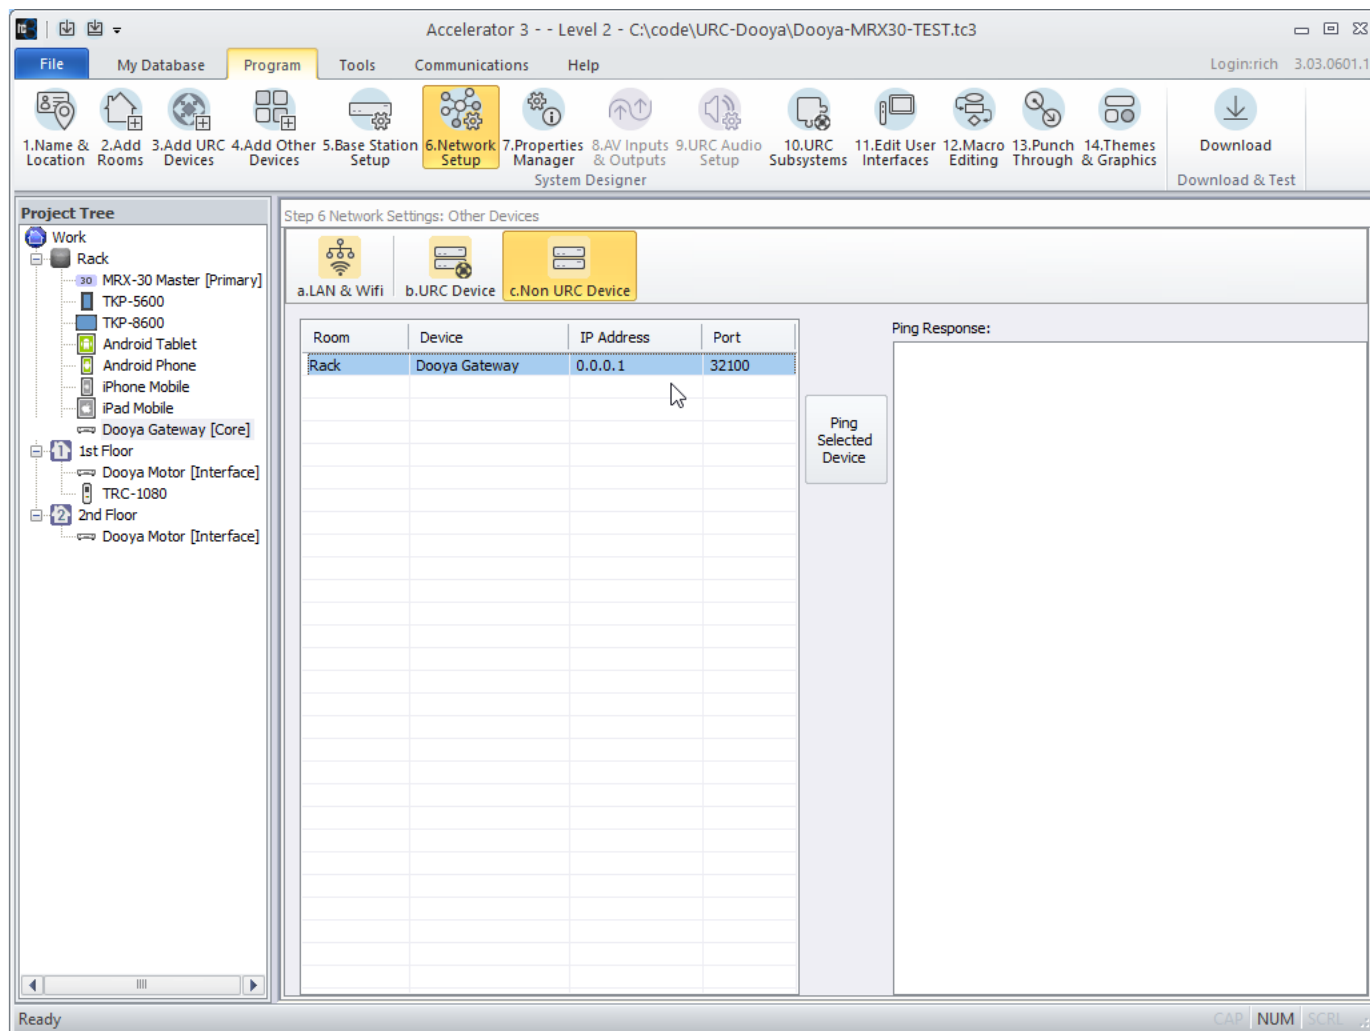 Accelerator 3 - - Level 2 - C:\code\URC-Dooya\Dooya-MRX30-TEST.tc3
File My Database Program Tools Communications Help Login:rich 3.03.0601.1
1.Name & Location
2.Add Rooms
3.Add URC Devices
4.Add Other Devices
5.Base Station Setup
6.Network Setup
7.Properties Manager
8.AV Inputs & Outputs
9.URC Audio Setup
10.URC Subsystems
11.Edit User Interfaces
12.Macro Editing
13.Punch Through
14.Themes & Graphics
Download
System Designer
Download & Test
Project Tree
Work
Rack
30 MRX-30 Master [Primary]
TKP-5600
TKP-8600
Android Tablet
Android Phone
iPhone Mobile
iPad Mobile
Dooya Gateway [Core]
1 1st Floor
Dooya Motor [Interface]
TRC-1080
2 2nd Floor
Dooya Motor [Interface]
Step 6 Network Settings: Other Devices
a.LAN & Wifi b.URC Device c.Non URC Device
Room Device IP Address Port
Rack Dooya Gateway 0.0.0.1 32100
Ping Selected Device
Ping Response:
Ready CAP NUM SCRL